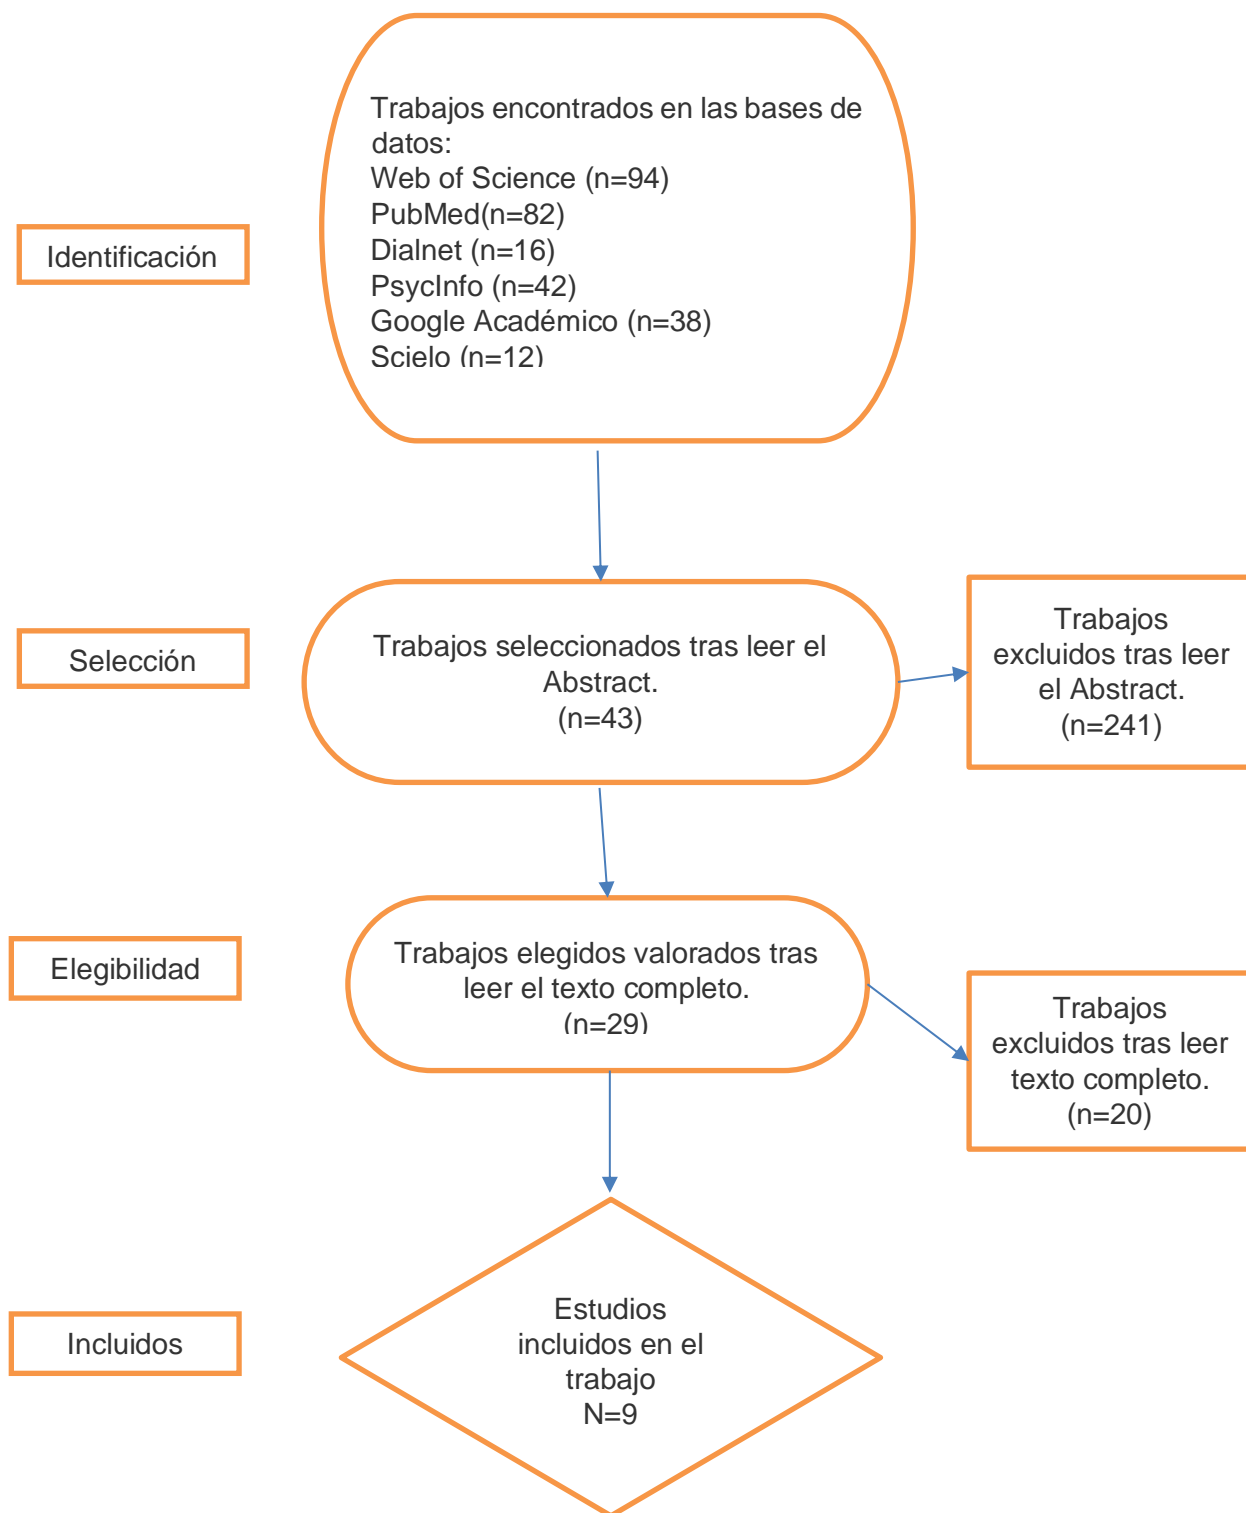 Identificación
Trabajos encontrados en las bases de
datos:
Web of Science (n=94)
PubMed(n=82)
Dialnet (n=16)
PsycInfo (n=42)
Google Académico (n=38)
Scielo (n=12)
Selección
Trabajos seleccionados tras leer el
Abstract.
(n=43)
Trabajos
excluidos tras leer
el Abstract.
(n=241)
Elegibilidad
Trabajos elegidos valorados tras
leer el texto completo.
(n=29)
Trabajos
excluidos tras leer
texto completo.
(n=20)
Incluidos
Estudios
incluidos en el
trabajo
N=9